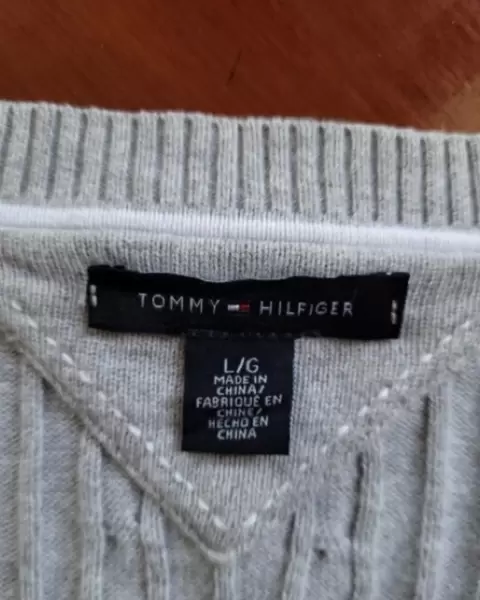 TOMMY HILFIGER
L/G
MADE IN
CHINA/
FABRIQUÉ EN
CHINE/
HECHO EN
CHINA